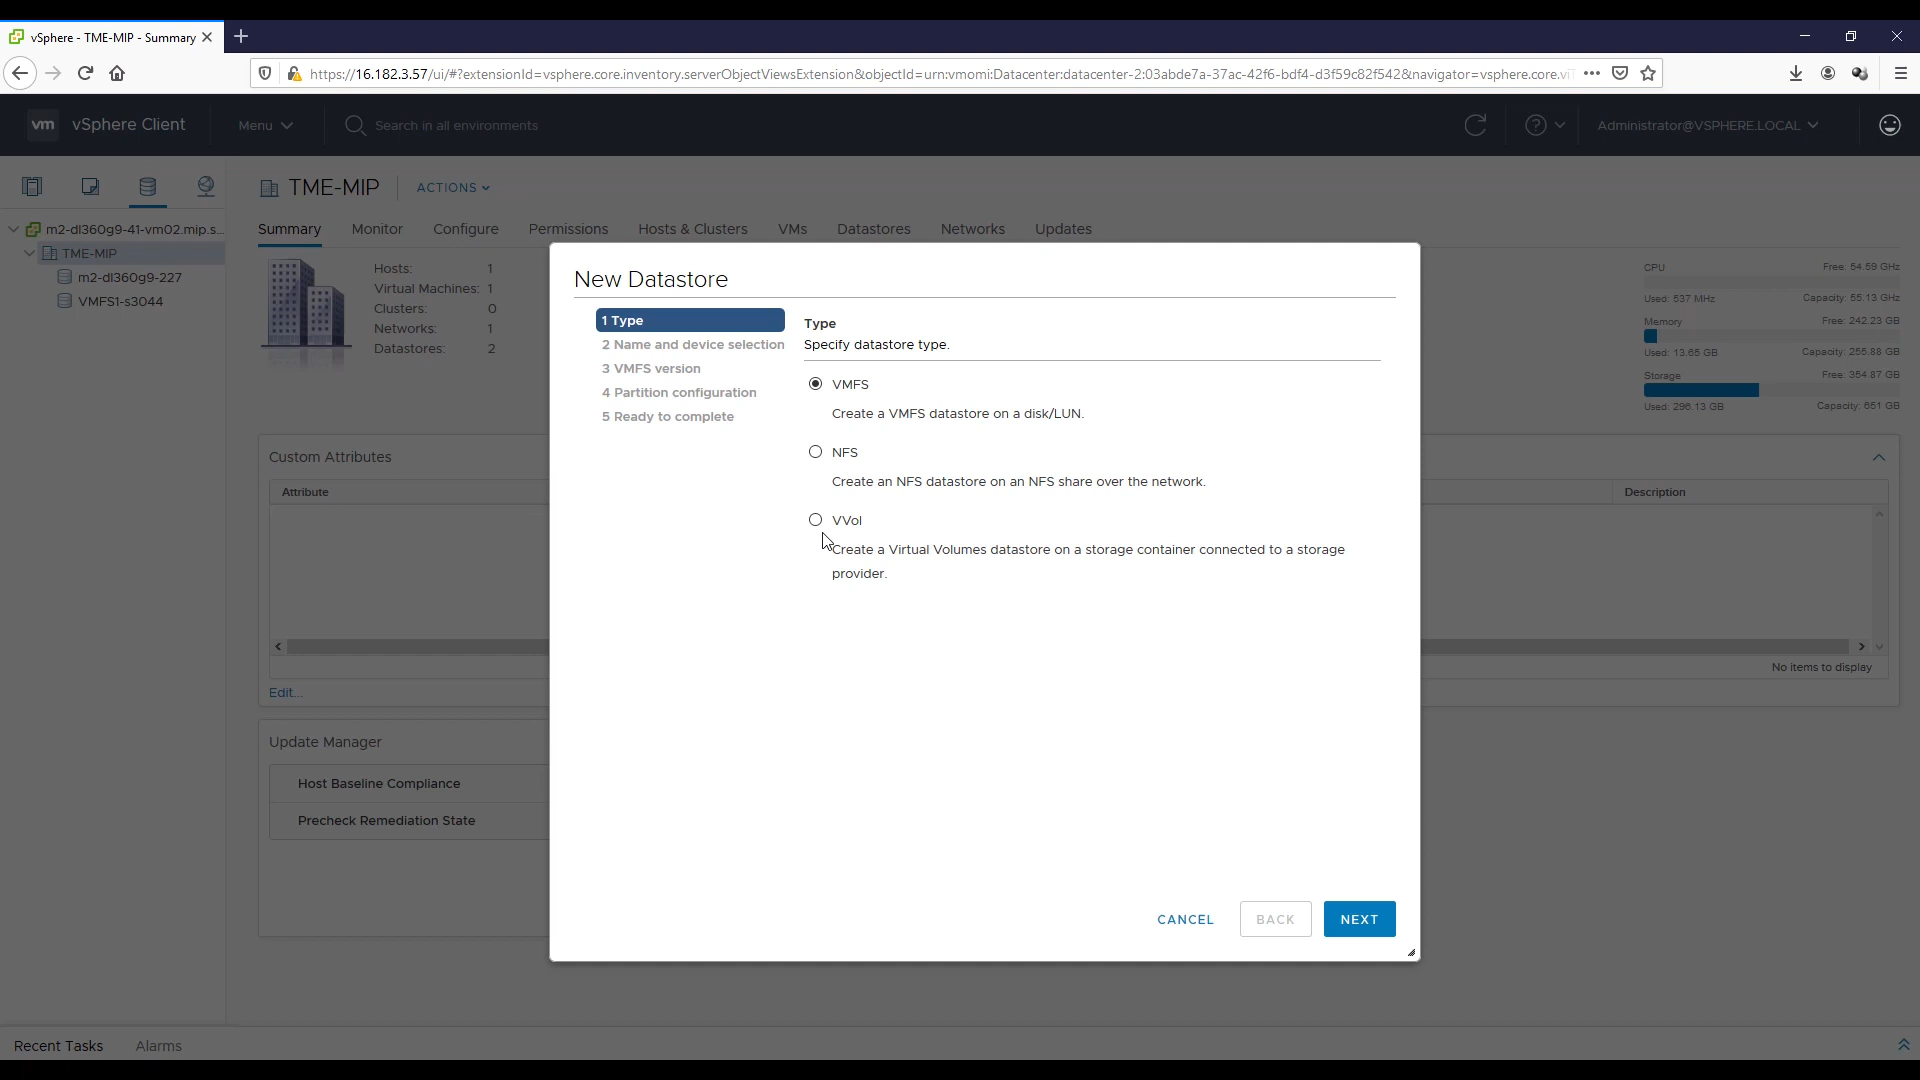 vSphere - TME-MIP - Summary
https://16.182.3.57/ui/#?extensionId=vsphere.core.inventory.serverObjectViewsExtension&objectId=urn:vmomi:Datacenter:datacenter-2:03abde7a-37ac-42f6-bdf4-d3f59c82f542&navigator=vsphere.core.viT
vm vSphere Client
Menu
Search in all environments
Administrator@VSPHERE.LOCAL
TME-MIP
ACTIONS
Summary
Monitor
Configure
Permissions
Hosts & Clusters
VMs
Datastores
Networks
Updates
m2-dl360g9-41-vm02.mip.s...
TME-MIP
m2-dl360g9-227
VMFS1-s3044
Hosts: 1
Virtual Machines: 1
Clusters: 0
Networks: 1
Datastores: 2
CPU Free: 54.59 GHz
Used: 537 MHz Capacity: 55.13 GHz
Memory Free: 242.23 GB
Used: 13.65 GB Capacity: 255.88 GB
Storage Free: 354.87 GB
Used: 296.13 GB Capacity: 651 GB
New Datastore
1 Type
2 Name and device selection
3 VMFS version
4 Partition configuration
5 Ready to complete
Type
Specify datastore type.
VMFS
Create a VMFS datastore on a disk/LUN.
NFS
Create an NFS datastore on an NFS share over the network.
VVol
Create a Virtual Volumes datastore on a storage container connected to a storage
provider.
CANCEL
BACK
NEXT
Custom Attributes
Attribute
Description
No items to display
Edit...
Update Manager
Host Baseline Compliance
Precheck Remediation State
Recent Tasks
Alarms